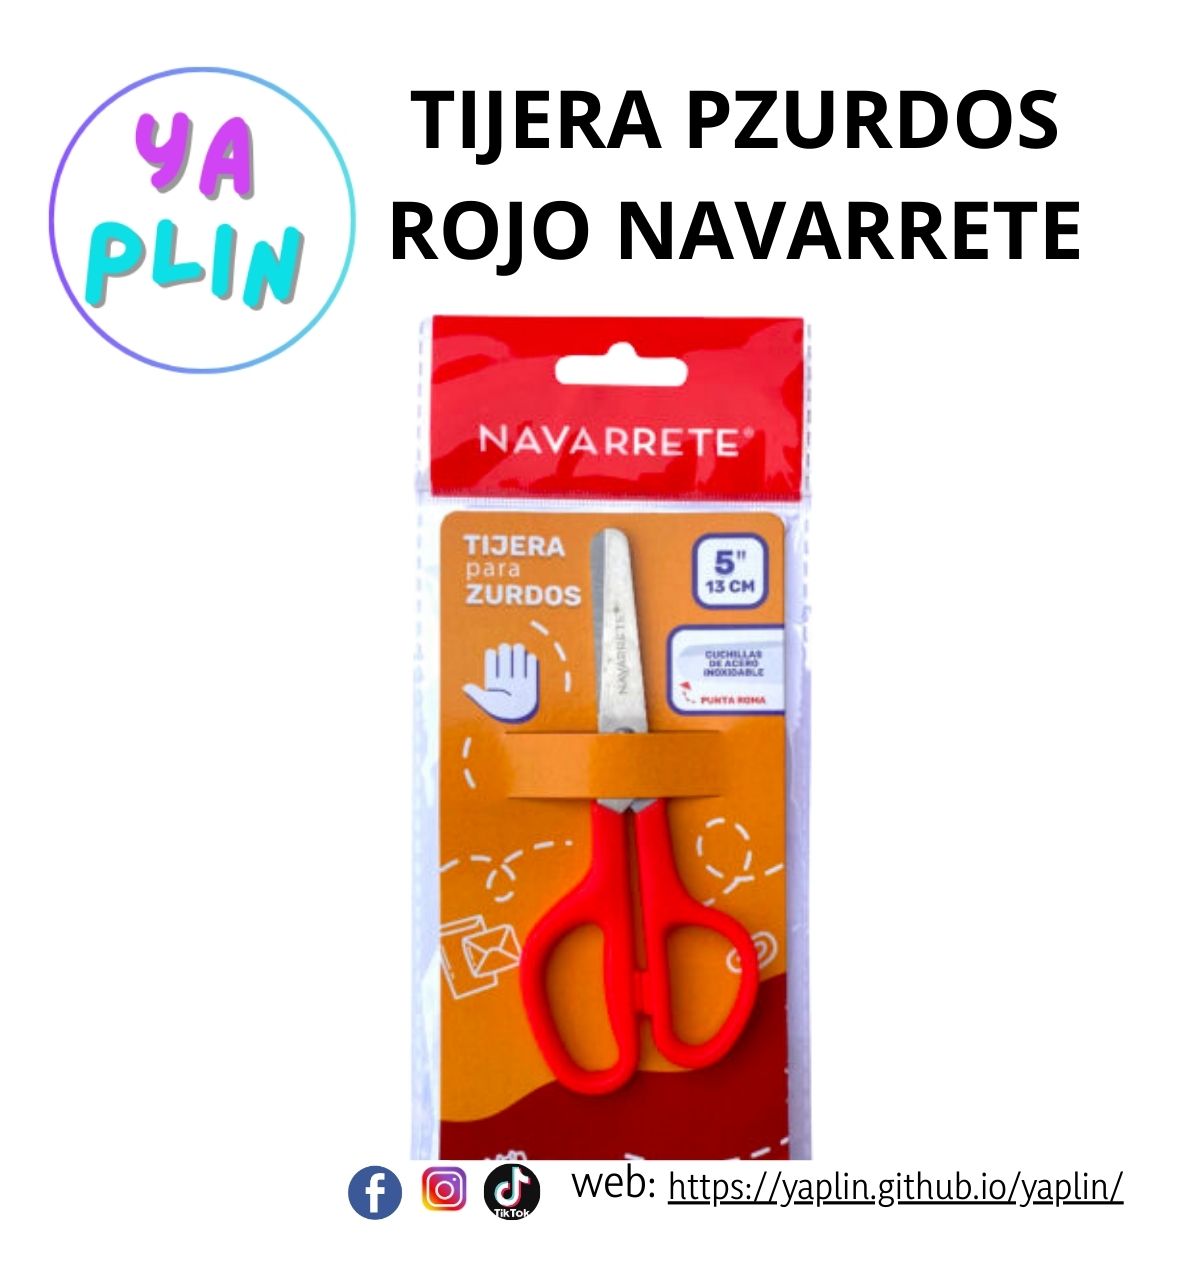 YA
PLIN
TIJERA PZURDOS
ROJO NAVARRETE
NAVARRETE®
TIJERA
para
ZURDOS
5"
13 CM
NAVARRETE
CUCHILLAS
DE ACERO
INOXIDABLE
PUNTA ROMA
TikTok
web: https://yaplin.github.io/yaplin/